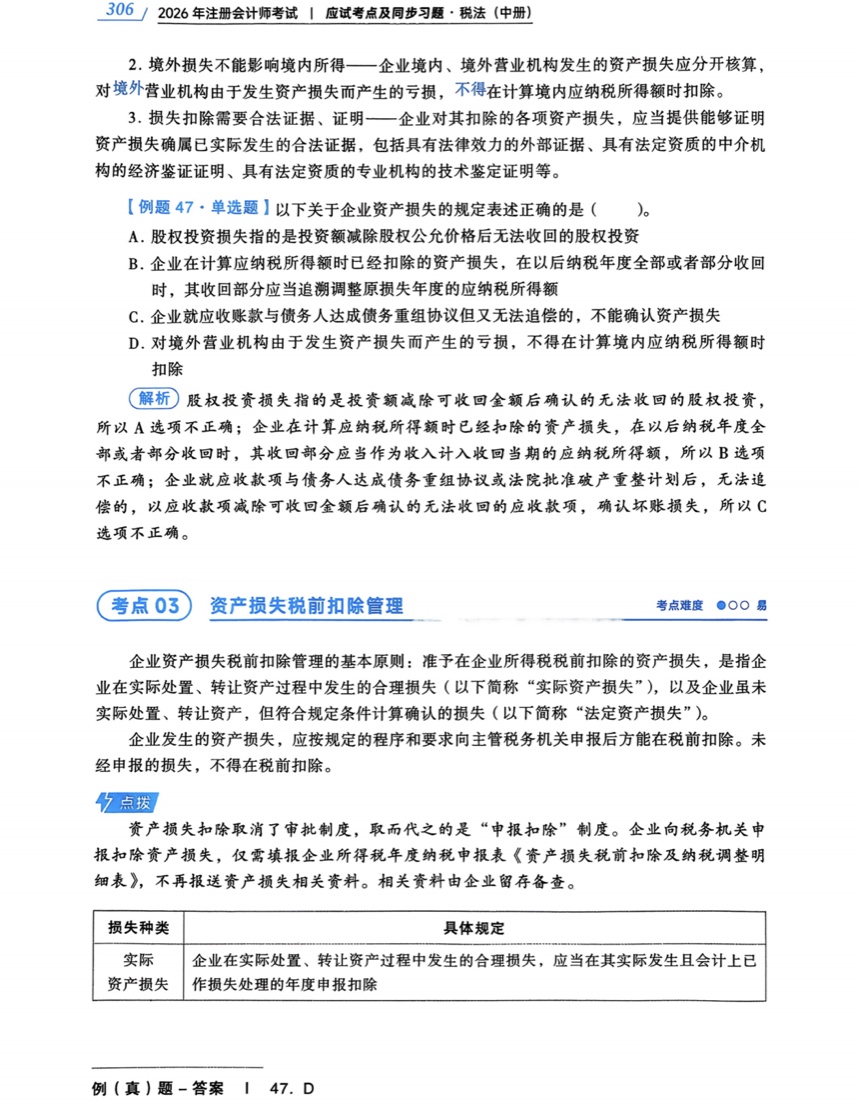 306 2026 年注册会计师考试 | 应试考点及同步习题·税法（中册）
2. 境外损失不能影响境内所得——企业境内、境外营业机构发生的资产损失应分开核算，
对境外营业机构由于发生资产损失而产生的亏损，不得在计算境内应纳税所得额时扣除。
3. 损失扣除需要合法证据、证明——企业对其扣除的各项资产损失，应当提供能够证明
资产损失确属已实际发生的合法证据，包括具有法律效力的外部证据、具有法定资质的中介机
构的经济鉴证证明、具有法定资质的专业机构的技术鉴定证明等。
【例题 47·单选题】以下关于企业资产损失的规定表述正确的是（ ）。
A. 股权投资损失指的是投资额减除股权公允价格后无法收回的股权投资
B. 企业在计算应纳税所得额时已经扣除的资产损失，在以后纳税年度全部或者部分收回
时，其收回部分应当追溯调整原损失年度的应纳税所得额
C. 企业就应收账款与债务人达成债务重组协议但又无法追偿的，不能确认资产损失
D. 对境外营业机构由于发生资产损失而产生的亏损，不得在计算境内应纳税所得额时
扣除
解析 股权投资损失指的是投资额减除可收回金额后确认的无法收回的股权投资，
所以 A 选项不正确；企业在计算应纳税所得额时已经扣除的资产损失，在以后纳税年度全
部或者部分收回时，其收回部分应当作为收入计入收回当期的应纳税所得额，所以 B 选项
不正确；企业就应收款项与债务人达成债务重组协议或法院批准破产重整计划后，无法追
偿的，以应收款项减除可收回金额后确认的无法收回的应收款项，确认坏账损失，所以 C
选项不正确。
考点 03 资产损失税前扣除管理 考点难度 ●○○ 易
企业资产损失税前扣除管理的基本原则：准予在企业所得税税前扣除的资产损失，是指企
业在实际处置、转让资产过程中发生的合理损失（以下简称“实际资产损失”），以及企业虽未
实际处置、转让资产，但符合规定条件计算确认的损失（以下简称“法定资产损失”）。
企业发生的资产损失，应按规定的程序和要求向主管税务机关申报后方能在税前扣除。未
经申报的损失，不得在税前扣除。
点拨
资产损失扣除取消了审批制度，取而代之的是“申报扣除”制度。企业向税务机关申
报扣除资产损失，仅需填报企业所得税年度纳税申报表《资产损失税前扣除及纳税调整明
细表》，不再报送资产损失相关资料。相关资料由企业留存备查。
损失种类 具体规定
实际
资产损失
企业在实际处置、转让资产过程中发生的合理损失，应当在其实际发生且会计上已
作损失处理的年度申报扣除
例（真）题－答案 | 47. D